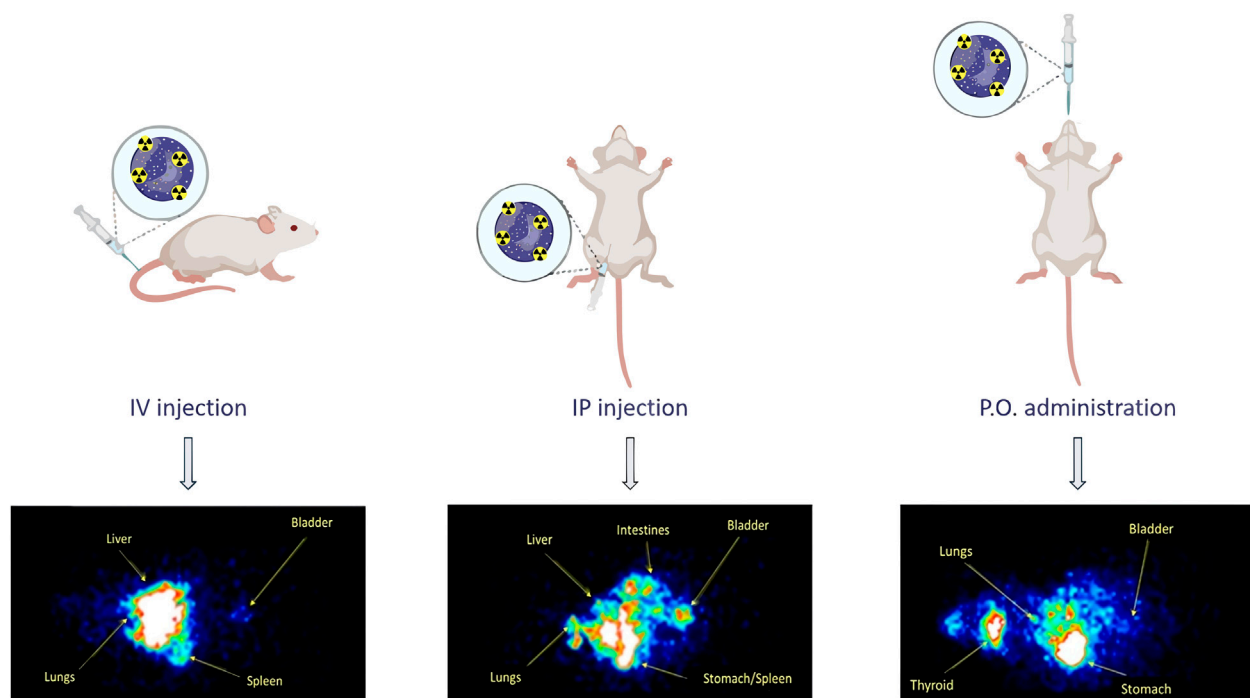 IV injection
IP injection
P.O. administration
Liver
Bladder
Lungs
Spleen
Liver
Intestines
Bladder
Lungs
Stomach/Spleen
Lungs
Bladder
Thyroid
Stomach